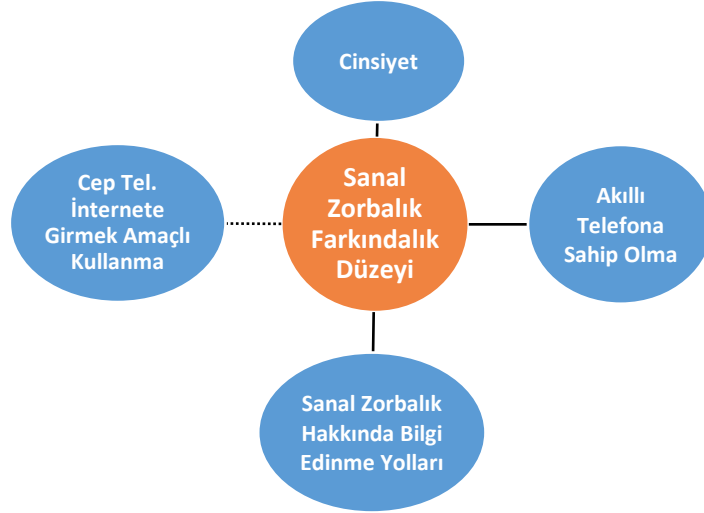 Cinsiyet
Cep Tel.
İnternete
Girmek Amaçlı
Kullanma
Sanal
Zorbalık
Farkındalık
Düzeyi
Akıllı
Telefona
Sahip Olma
Sanal Zorbalık
Hakkında Bilgi
Edinme Yolları